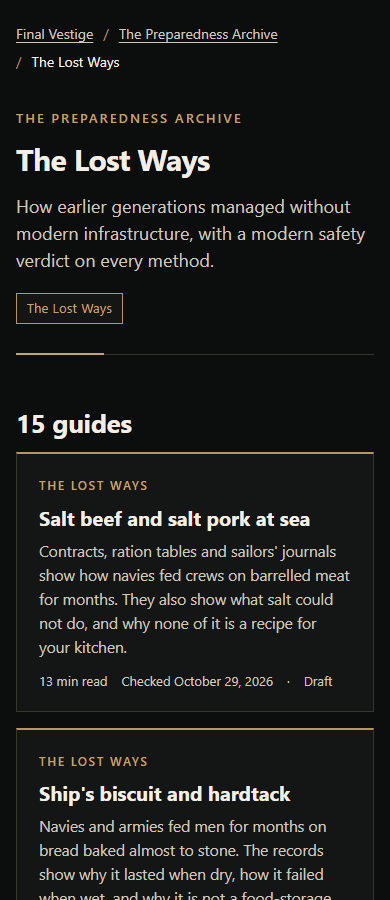 Final Vestige / The Preparedness Archive
/ The Lost Ways
THE PREPAREDNESS ARCHIVE
The Lost Ways
How earlier generations managed without
modern infrastructure, with a modern safety
verdict on every method.
The Lost Ways
15 guides
THE LOST WAYS
Salt beef and salt pork at sea
Contracts, ration tables and sailors' journals
show how navies fed crews on barrelled meat
for months. They also show what salt could
not do, and why none of it is a recipe for
your kitchen.
13 min read Checked October 29, 2026 · Draft
THE LOST WAYS
Ship's biscuit and hardtack
Navies and armies fed men for months on
bread baked almost to stone. The records
show why it lasted when dry, how it failed
when wet, and why it is not a food-storage